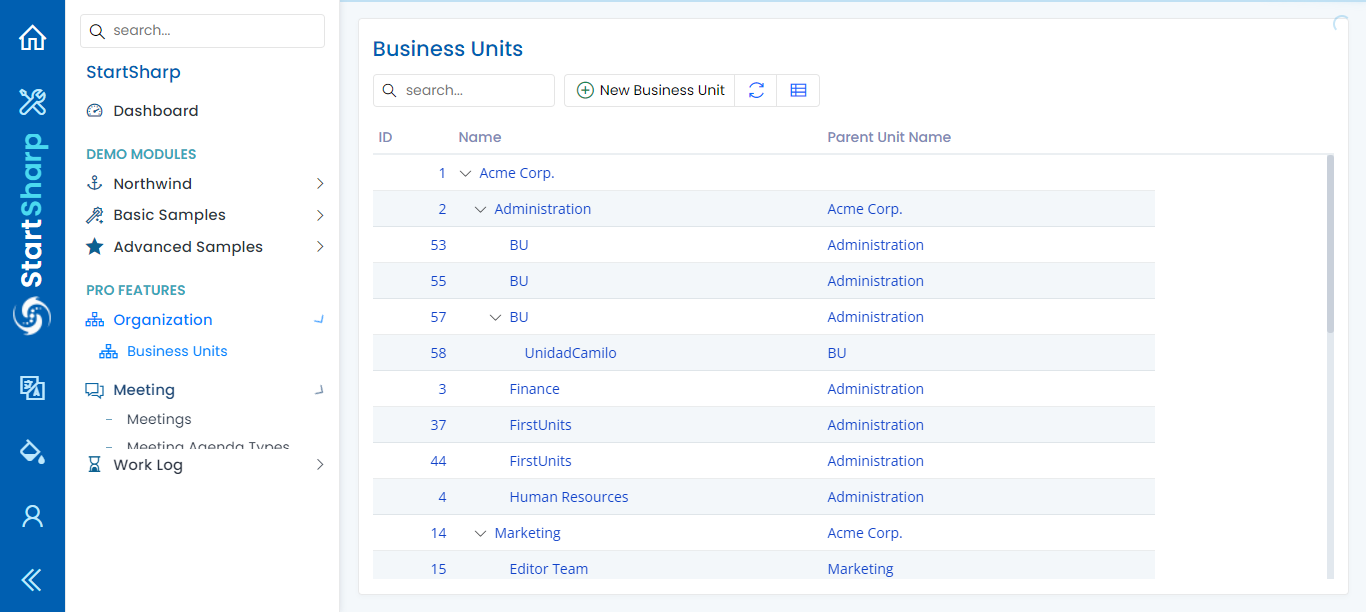 StartSharp
search...
StartSharp
Dashboard
DEMO MODULES
Northwind
Basic Samples
Advanced Samples
PRO FEATURES
Organization
Business Units
Meeting
Meetings
Meeting Agenda Types
Work Log
Business Units
search...
New Business Unit
ID Name Parent Unit Name
1 Acme Corp.
2 Administration Acme Corp.
53 BU Administration
55 BU Administration
57 BU Administration
58 UnidadCamilo BU
3 Finance Administration
37 FirstUnits Administration
44 FirstUnits Administration
4 Human Resources Administration
14 Marketing Acme Corp.
15 Editor Team Marketing